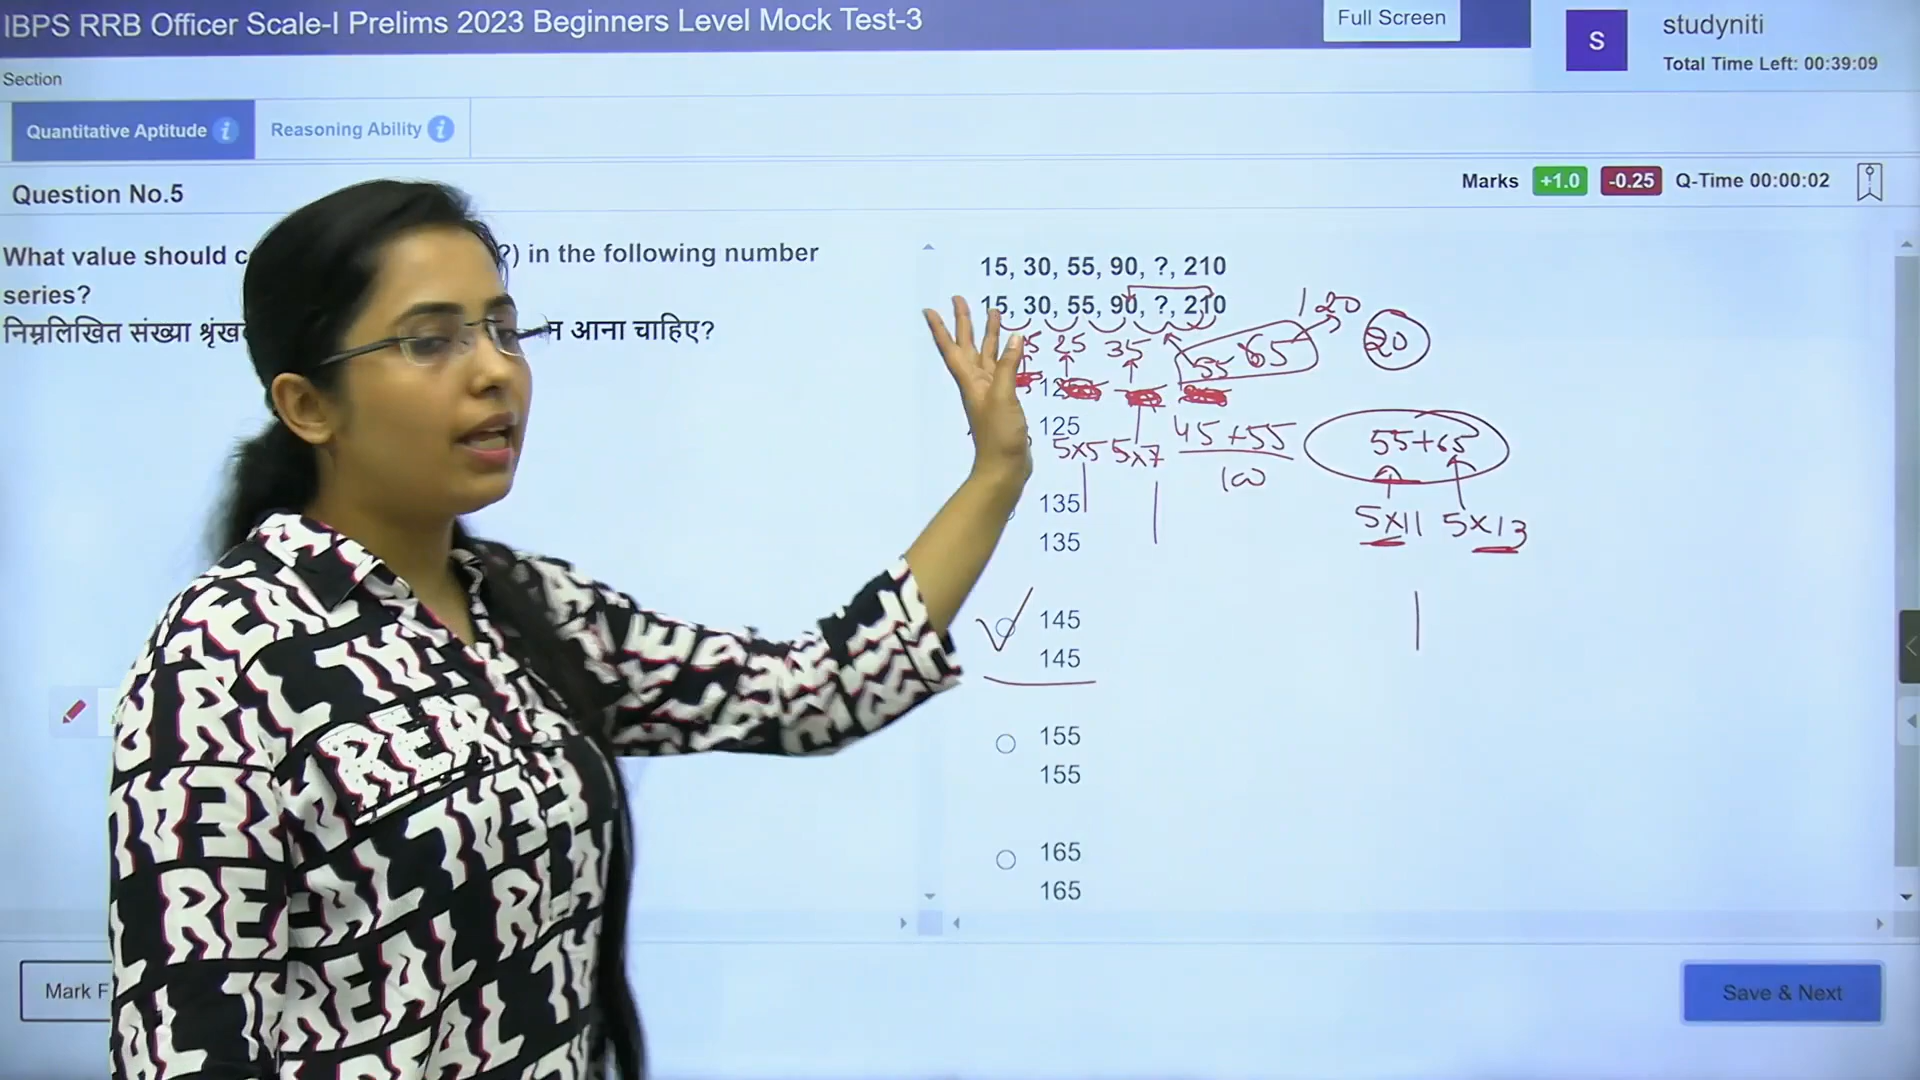 IBPS RRB Officer Scale-I Prelims 2023 Beginners Level Mock Test-3
Full Screen
S
studyniti
Total Time Left: 00:39:09
Section
Quantitative Aptitude i
Reasoning Ability i
Question No.5
Marks +1.0 -0.25 Q-Time 00:00:02
What value should c ?) in the following number
series?
आना चाहिए?
15, 30, 55, 90, ?, 210
15, 30, 55, 90, ?, 210
25 35 55 65
120
20
125
45+55
100
55+65
5x5 5x7
5x11 5x13
135
135
145
145
155
155
165
165
Mark F
Save & Next
REAL